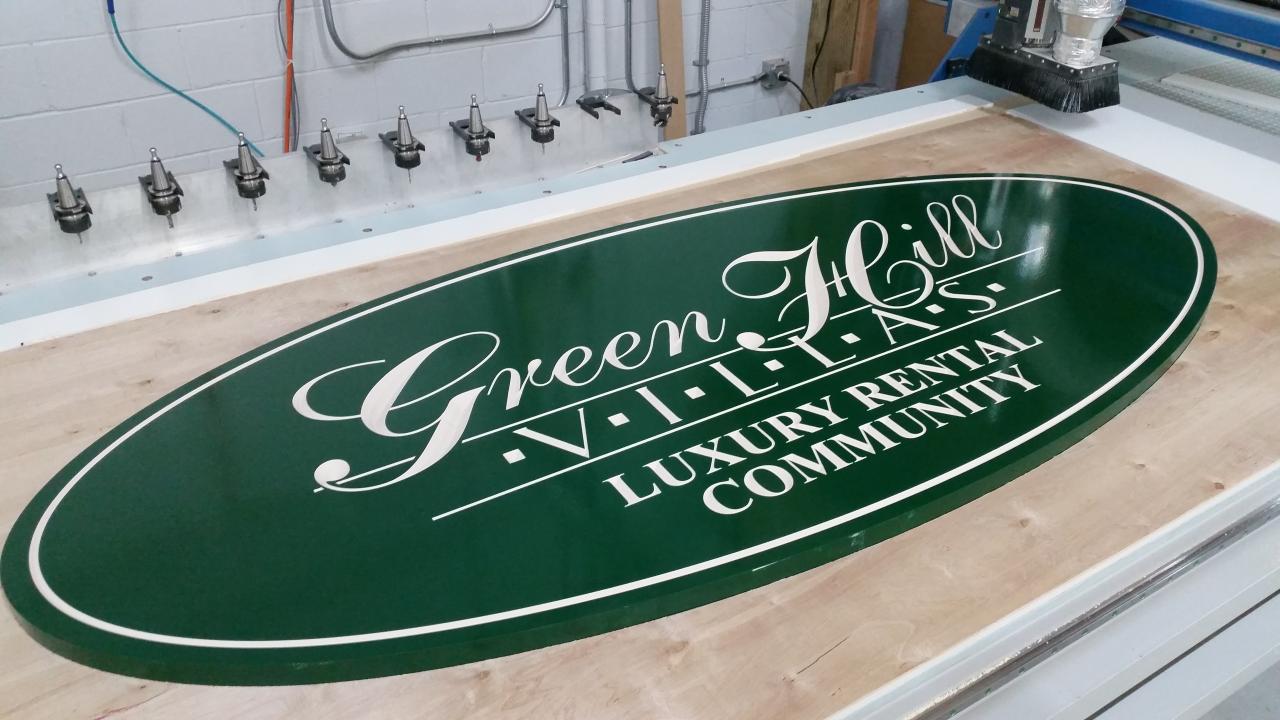 Green Hill
·V·I·L·L·A·S·
LUXURY RENTAL
COMMUNITY